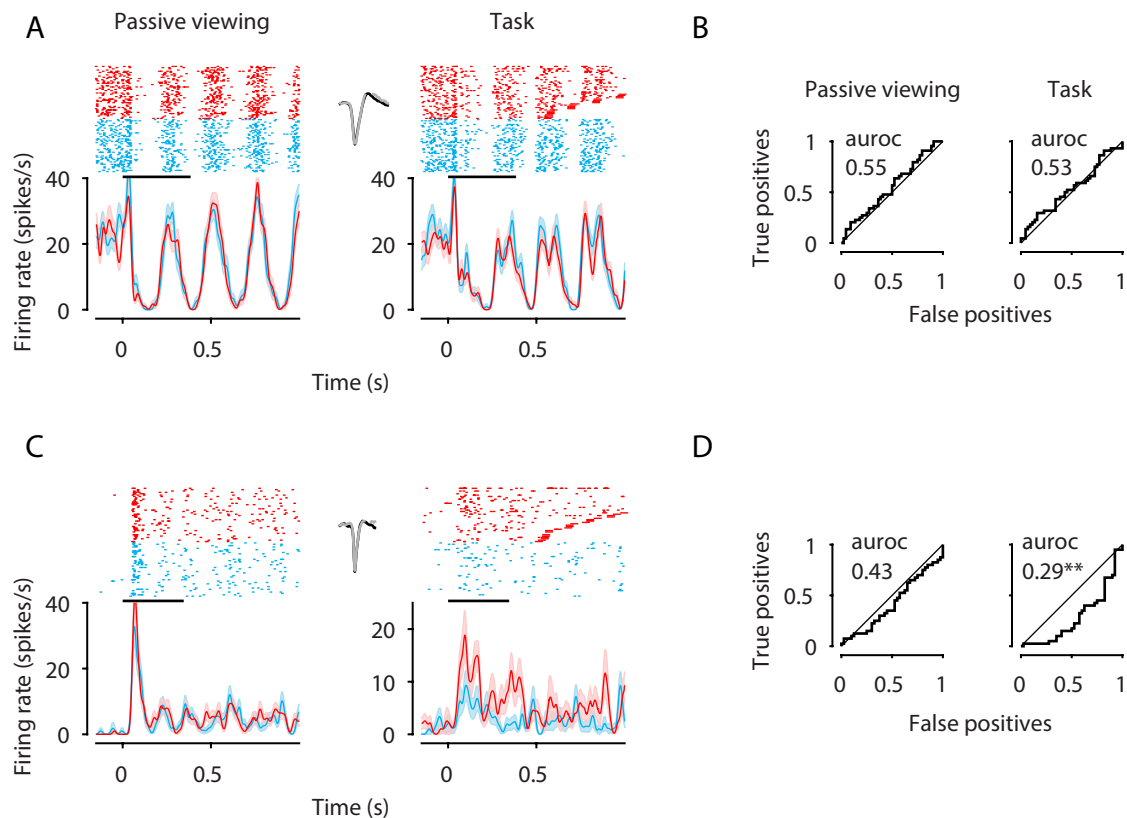 A
Passive viewing
Task
Firing rate (spikes/s)
40
20
0
0
0.5
40
20
0
0
0.5
Time (s)
B
Passive viewing
Task
True positives
1
0.5
0
auroc
0.55
0
0.5
1
auroc
0.53
0
0.5
1
False positives
C
Firing rate (spikes/s)
40
20
0
0
0.5
20
10
0
0
0.5
Time (s)
D
True positives
1
0.5
0
auroc
0.43
0
0.5
1
auroc
0.29**
0
0.5
1
False positives